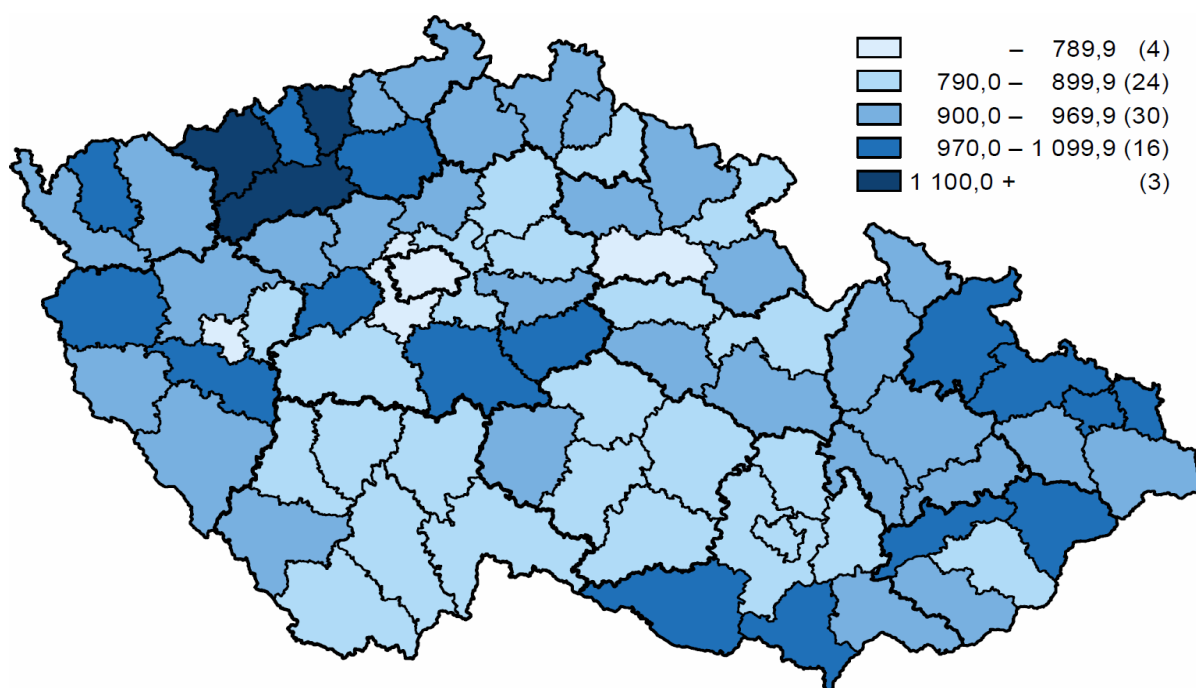 – 789,9 (4)
790,0 – 899,9 (24)
900,0 – 969,9 (30)
970,0 – 1 099,9 (16)
1 100,0 + (3)